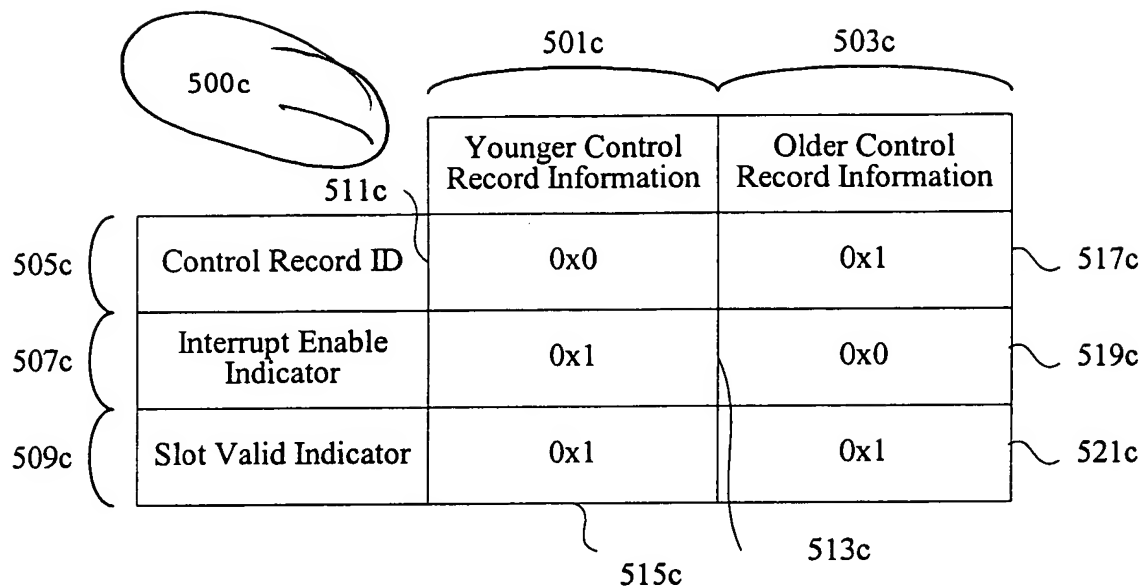 501c
503c
500c
Younger Control
Record Information
Older Control
Record Information
511c
505c
Control Record ID
0x0
0x1
517c
507c
Interrupt Enable
Indicator
0x1
0x0
519c
509c
Slot Valid Indicator
0x1
0x1
521c
513c
515c